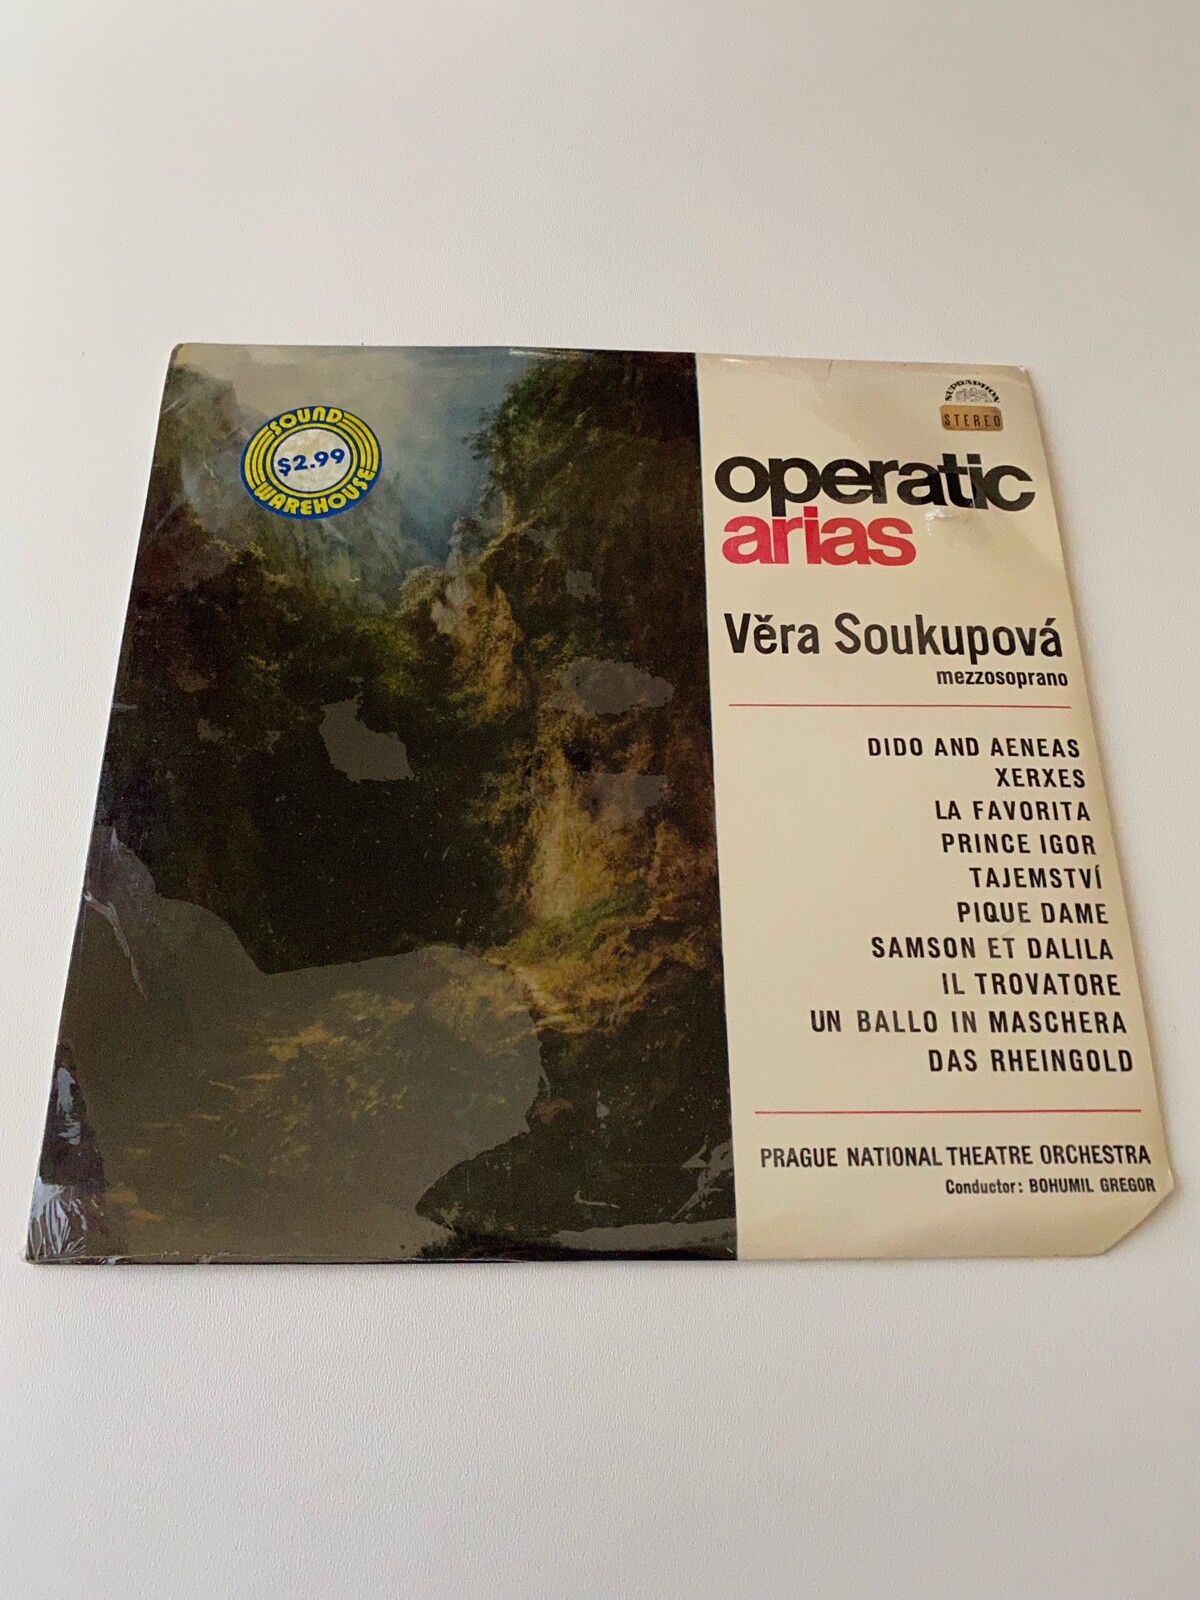 SOUND
$2.99
WAREHOUSE
SUPRAPHON
STEREO
operatic
arias
Věra Soukupová
mezzosoprano
DIDO AND AENEAS
XERXES
LA FAVORITA
PRINCE IGOR
TAJEMSTVÍ
PIQUE DAME
SAMSON ET DALILA
IL TROVATORE
UN BALLO IN MASCHERA
DAS RHEINGOLD
PRAGUE NATIONAL THEATRE ORCHESTRA
Conductor: BOHUMIL GREGOR